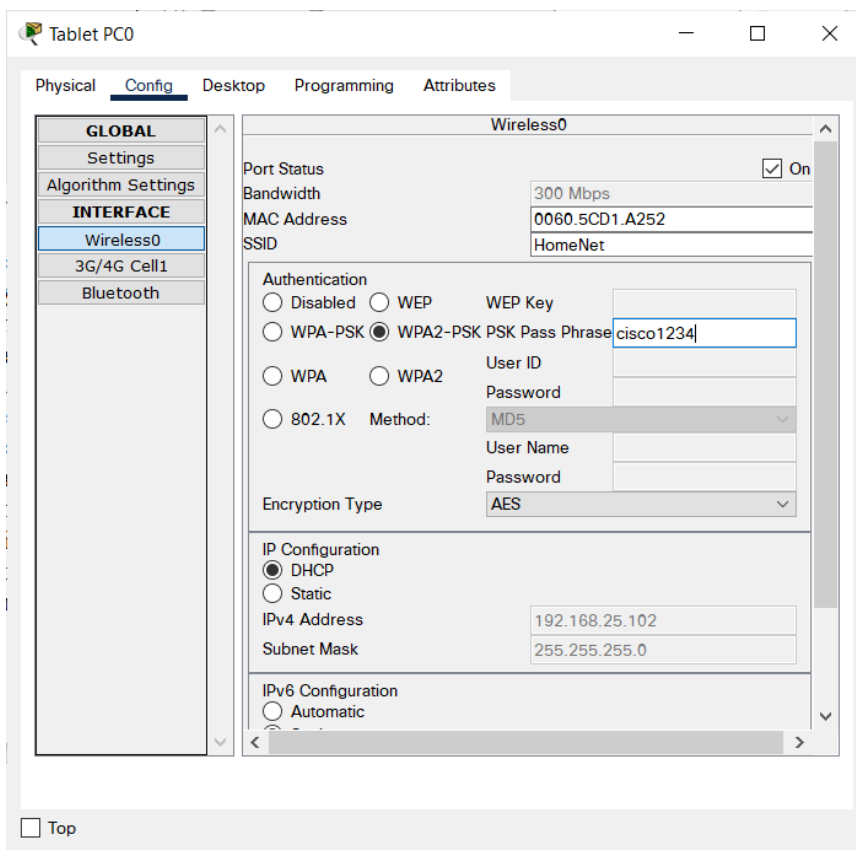 Tablet PC0
Physical Config Desktop Programming Attributes
GLOBAL
Settings
Algorithm Settings
INTERFACE
Wireless0
3G/4G Cell1
Bluetooth
Wireless0
Port Status On
Bandwidth 300 Mbps
MAC Address 0060.5CD1.A252
SSID HomeNet
Authentication
Disabled WEP WEP Key
WPA-PSK WPA2-PSK PSK Pass Phrase cisco1234
User ID
WPA WPA2
Password
802.1X Method: MD5
User Name
Password
Encryption Type AES
IP Configuration
DHCP
Static
IPv4 Address 192.168.25.102
Subnet Mask 255.255.255.0
IPv6 Configuration
Automatic
Top